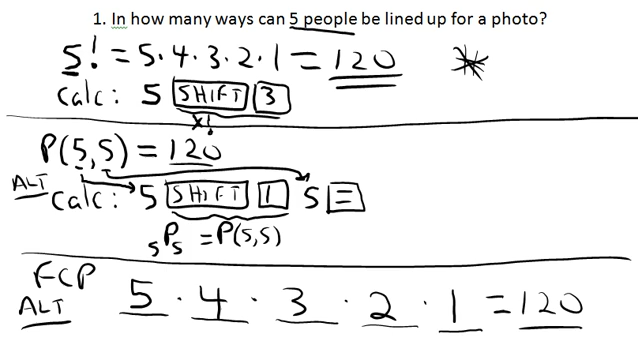 1. In how many ways can 5 people be lined up for a photo?
5! = 5·4·3·2·1 = 120 *
Calc: 5 SHIFT 3
x!
P(5,5) = 120
ALT Calc: 5 SHIFT 1 5 =
₅P₅ = P(5,5)
FCP
ALT 5 · 4 · 3 · 2 · 1 = 120